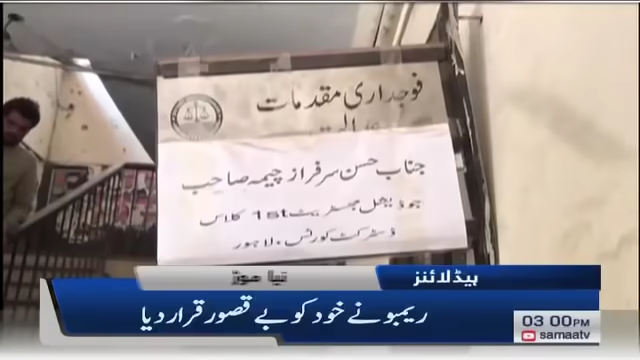 فوجداری مقدمات
جناب حسن سرفراز چیمہ صاحب
جوڈیشل مجسٹریٹ 1st کلاس
ڈسٹرکٹ کورٹس ۔ لاہور
ہیڈلائنز
نیا موڑ
ریمبو نے خود کو بے قصور قرار دیا
03:00PM
samaatv